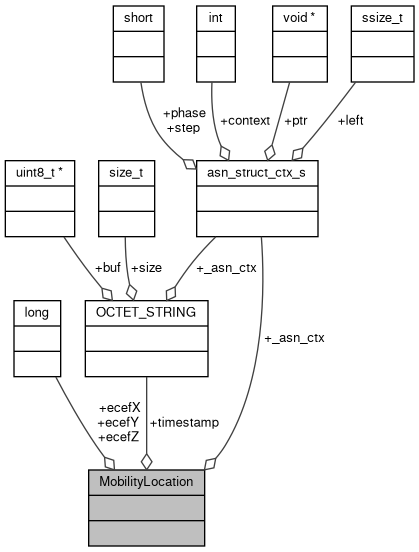 short
int
void *
ssize_t
+phase
+step
+context
+ptr
+left
uint8_t *
size_t
asn_struct_ctx_s
+buf
+size
+_asn_ctx
long
OCTET_STRING
+_asn_ctx
+ecefX
+ecefY
+ecefZ
+timestamp
MobilityLocation